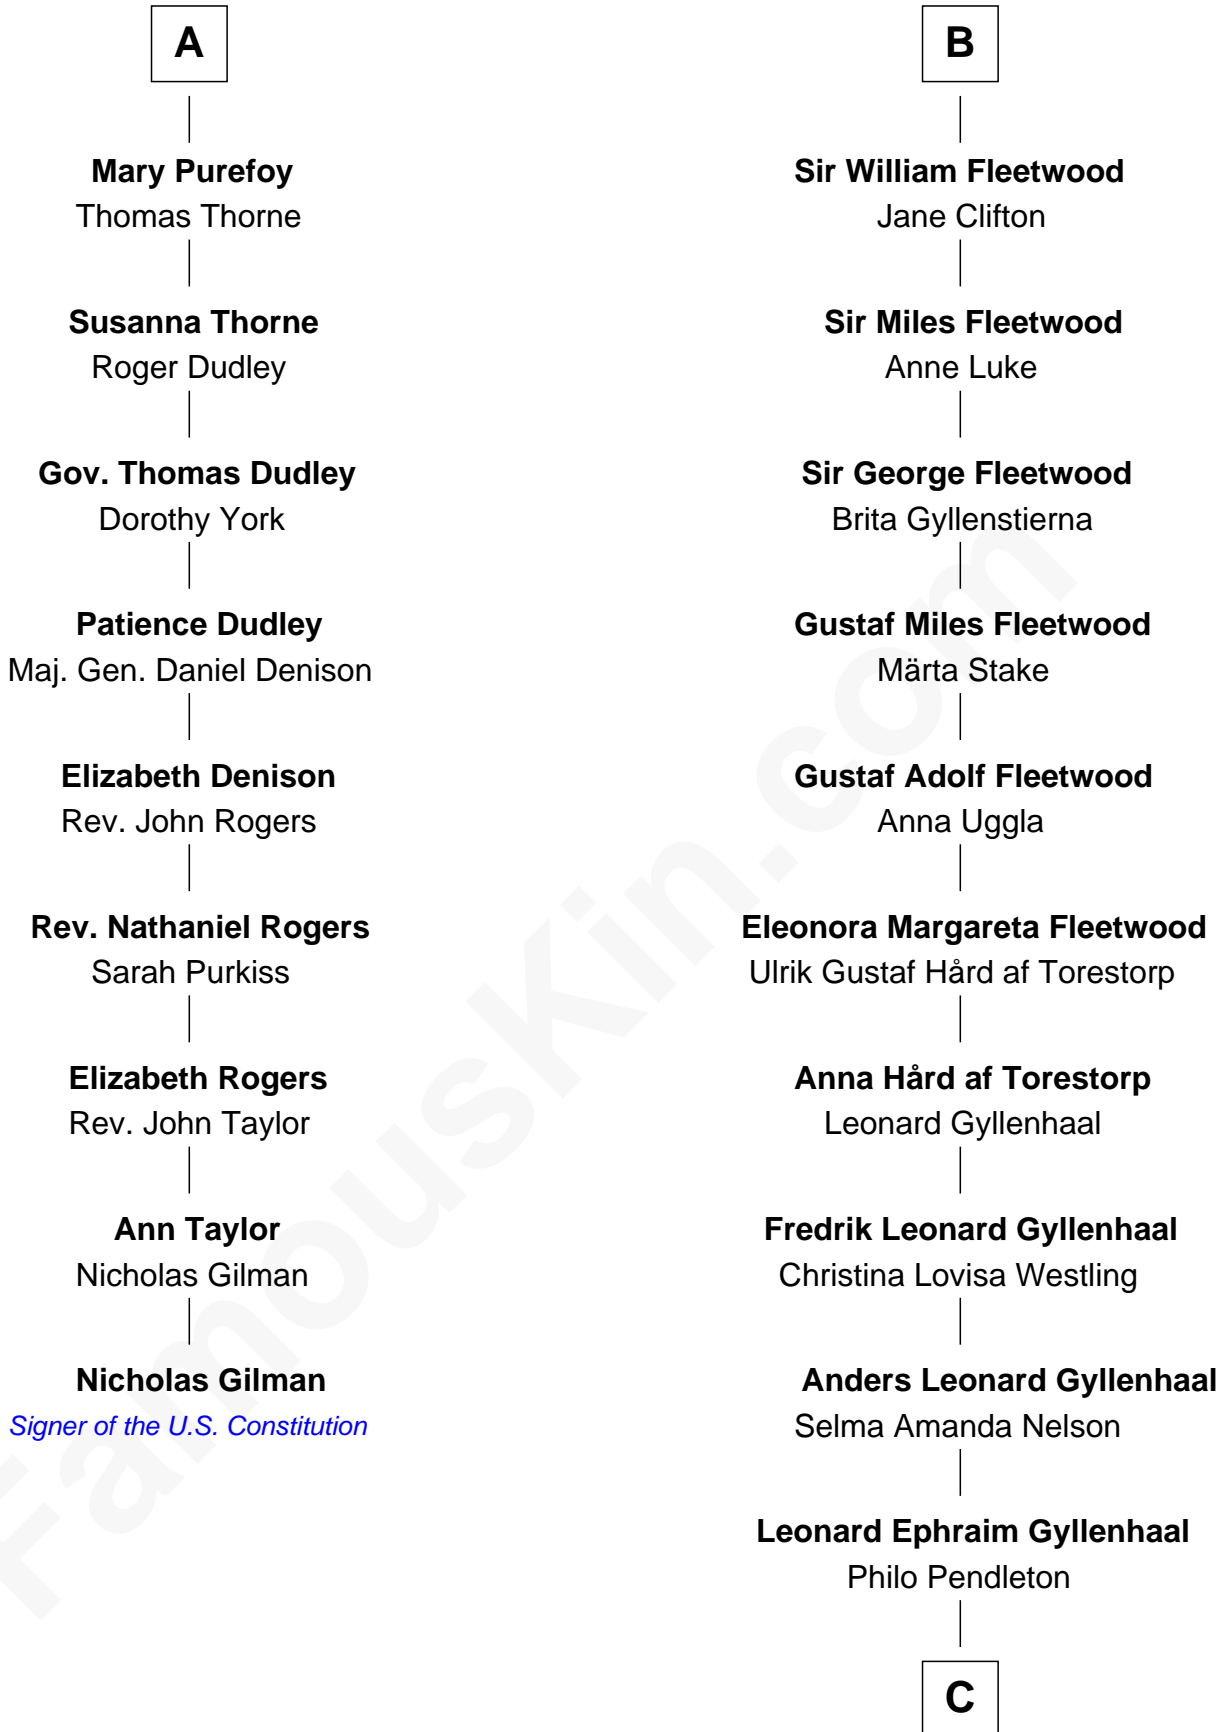 A
Mary Purefoy
Thomas Thorne
Susanna Thorne
Roger Dudley
Gov. Thomas Dudley
Dorothy York
Patience Dudley
Maj. Gen. Daniel Denison
Elizabeth Denison
Rev. John Rogers
Rev. Nathaniel Rogers
Sarah Purkiss
Elizabeth Rogers
Rev. John Taylor
Ann Taylor
Nicholas Gilman
Nicholas Gilman
Signer of the U.S. Constitution
B
Sir William Fleetwood
Jane Clifton
Sir Miles Fleetwood
Anne Luke
Sir George Fleetwood
Brita Gyllenstierna
Gustaf Miles Fleetwood
Märta Stake
Gustaf Adolf Fleetwood
Anna Uggla
Eleonora Margareta Fleetwood
Ulrik Gustaf Hård af Torestorp
Anna Hård af Torestorp
Leonard Gyllenhaal
Fredrik Leonard Gyllenhaal
Christina Lovisa Westling
Anders Leonard Gyllenhaal
Selma Amanda Nelson
Leonard Ephraim Gyllenhaal
Philo Pendleton
C
FamousKin.com